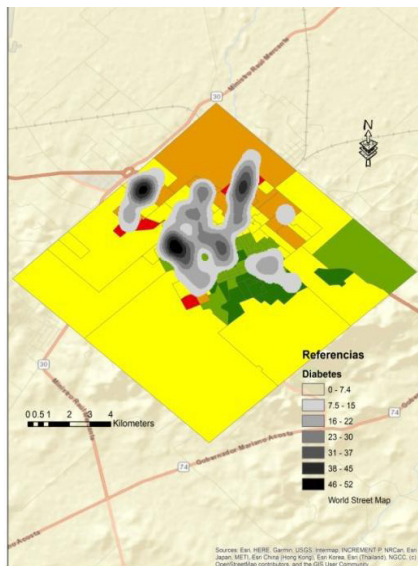 Ministro Raúl Marcante
30
N
30
Referencias
Diabetes
0 - 7.4
7.5 - 15
16 - 22
23 - 30
31 - 37
38 - 45
46 - 52
World Street Map
0 0.5 1 2 3 4
Kilometers
74
Gobernador Mariano Acosta
74
Sources: Esri, HERE, Garmin, USGS, Intermap, INCREMENT P, NRCan, Esri
Japan, METI, Esri China (Hong Kong), Esri Korea, Esri (Thailand), NGCC, (c)
OpenStreetMap contributors, and the GIS User Community